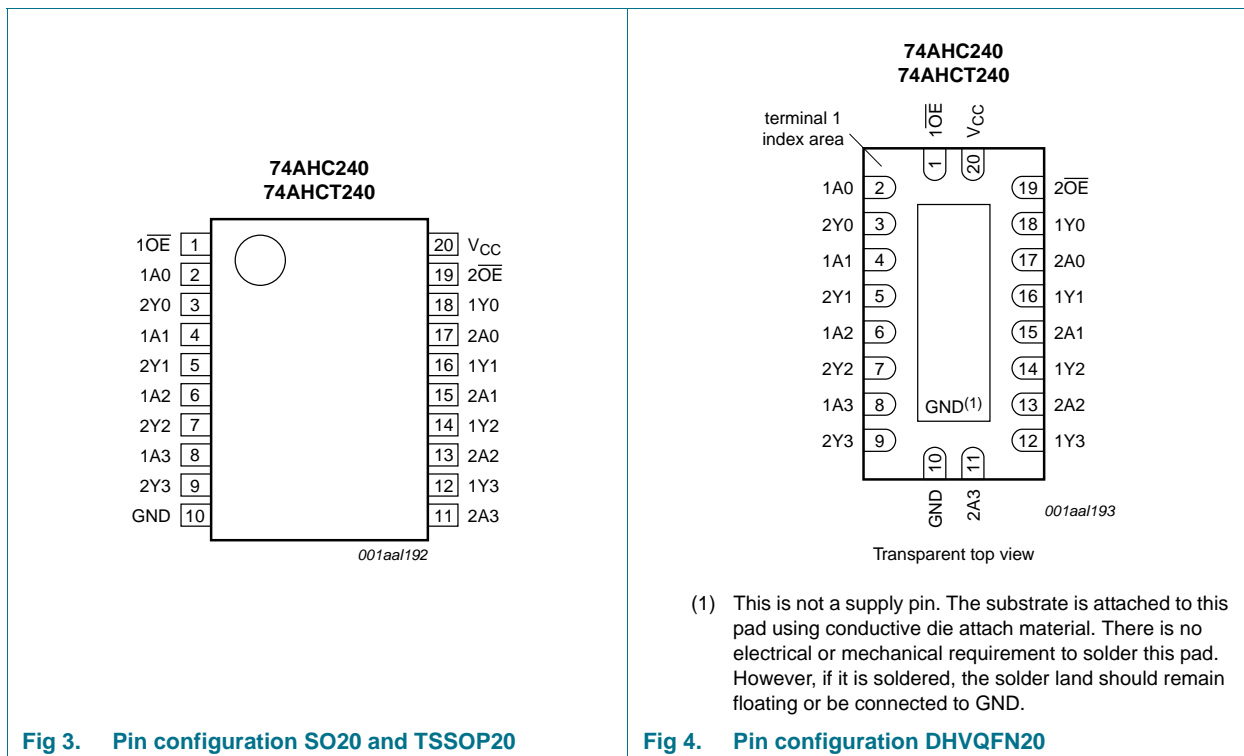 74AHC240
74AHCT240
1OE 1
1A0 2
2Y0 3
1A1 4
2Y1 5
1A2 6
2Y2 7
1A3 8
2Y3 9
GND 10
20 VCC
19 2OE
18 1Y0
17 2A0
16 1Y1
15 2A1
14 1Y2
13 2A2
12 1Y3
11 2A3
001aal192
Fig 3. Pin configuration SO20 and TSSOP20
74AHC240
74AHCT240
terminal 1
index area
1OE
VCC
1
20
1A0 2
2Y0 3
1A1 4
2Y1 5
1A2 6
2Y2 7
1A3 8
2Y3 9
19 2OE
18 1Y0
17 2A0
16 1Y1
15 2A1
14 1Y2
13 2A2
12 1Y3
GND(1)
10
11
GND
2A3
001aal193
Transparent top view
(1) This is not a supply pin. The substrate is attached to this
pad using conductive die attach material. There is no
electrical or mechanical requirement to solder this pad.
However, if it is soldered, the solder land should remain
floating or be connected to GND.
Fig 4. Pin configuration DHVQFN20